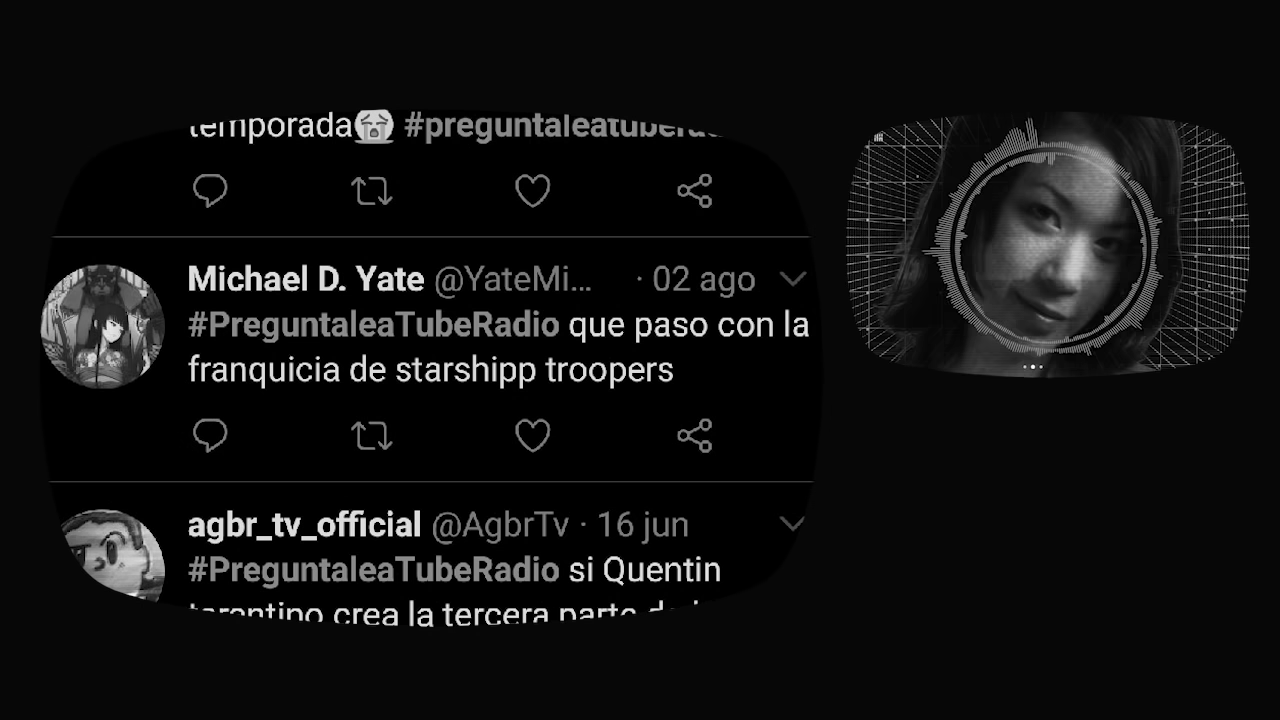 temporada😭 #preguntaleatubera
Michael D. Yate @YateMi... · 02 ago
#PreguntaleaTubeRadio que paso con la
franquicia de starshipp troopers
agbr_tv_official @AgbrTv · 16 jun
#PreguntaleaTubeRadio si Quentin
tarantino crea la tercera parte de